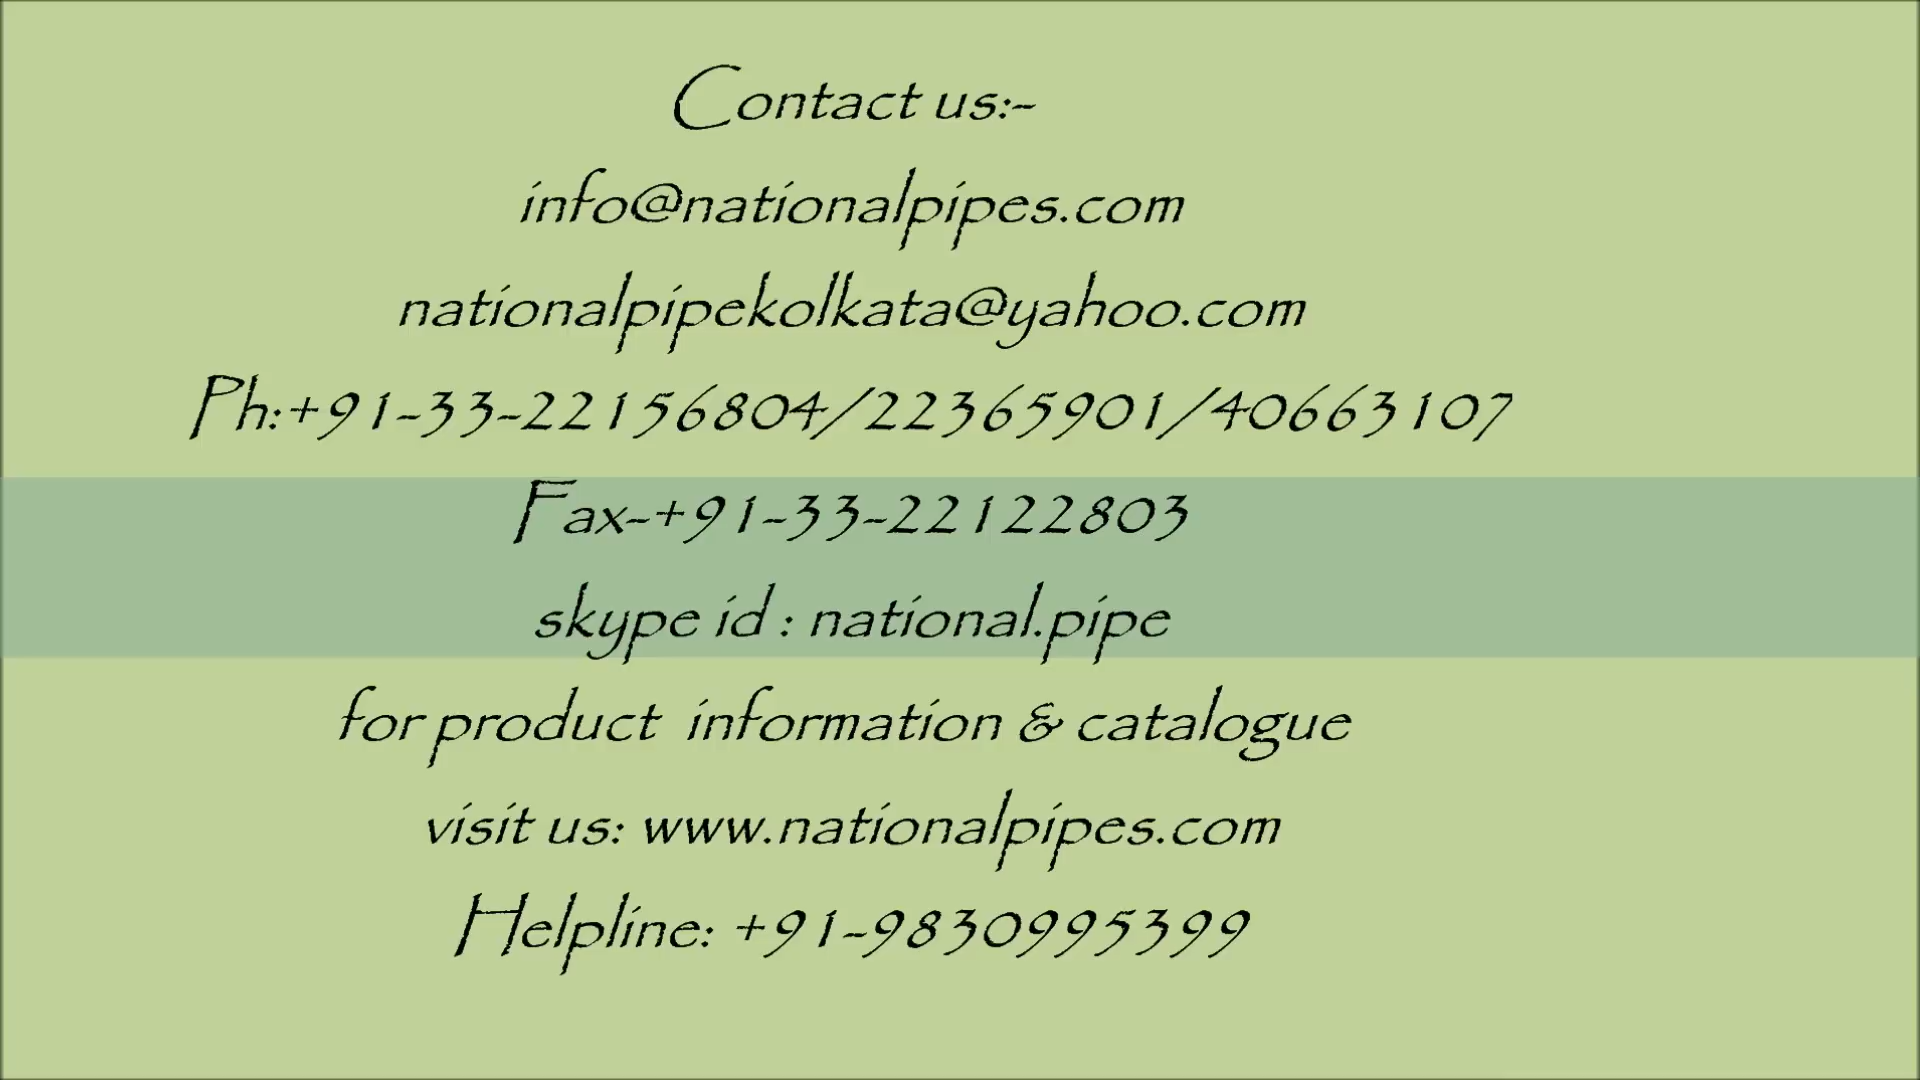 Contact us:-
info@nationalpipes.com
nationalpipekolkata@yahoo.com
Ph:+91-33-22156804/22365901/40663107
Fax-+91-33-22122803
skype id : national.pipe
for product  information & catalogue
visit us: www.nationalpipes.com
Helpline: +91-9830995399